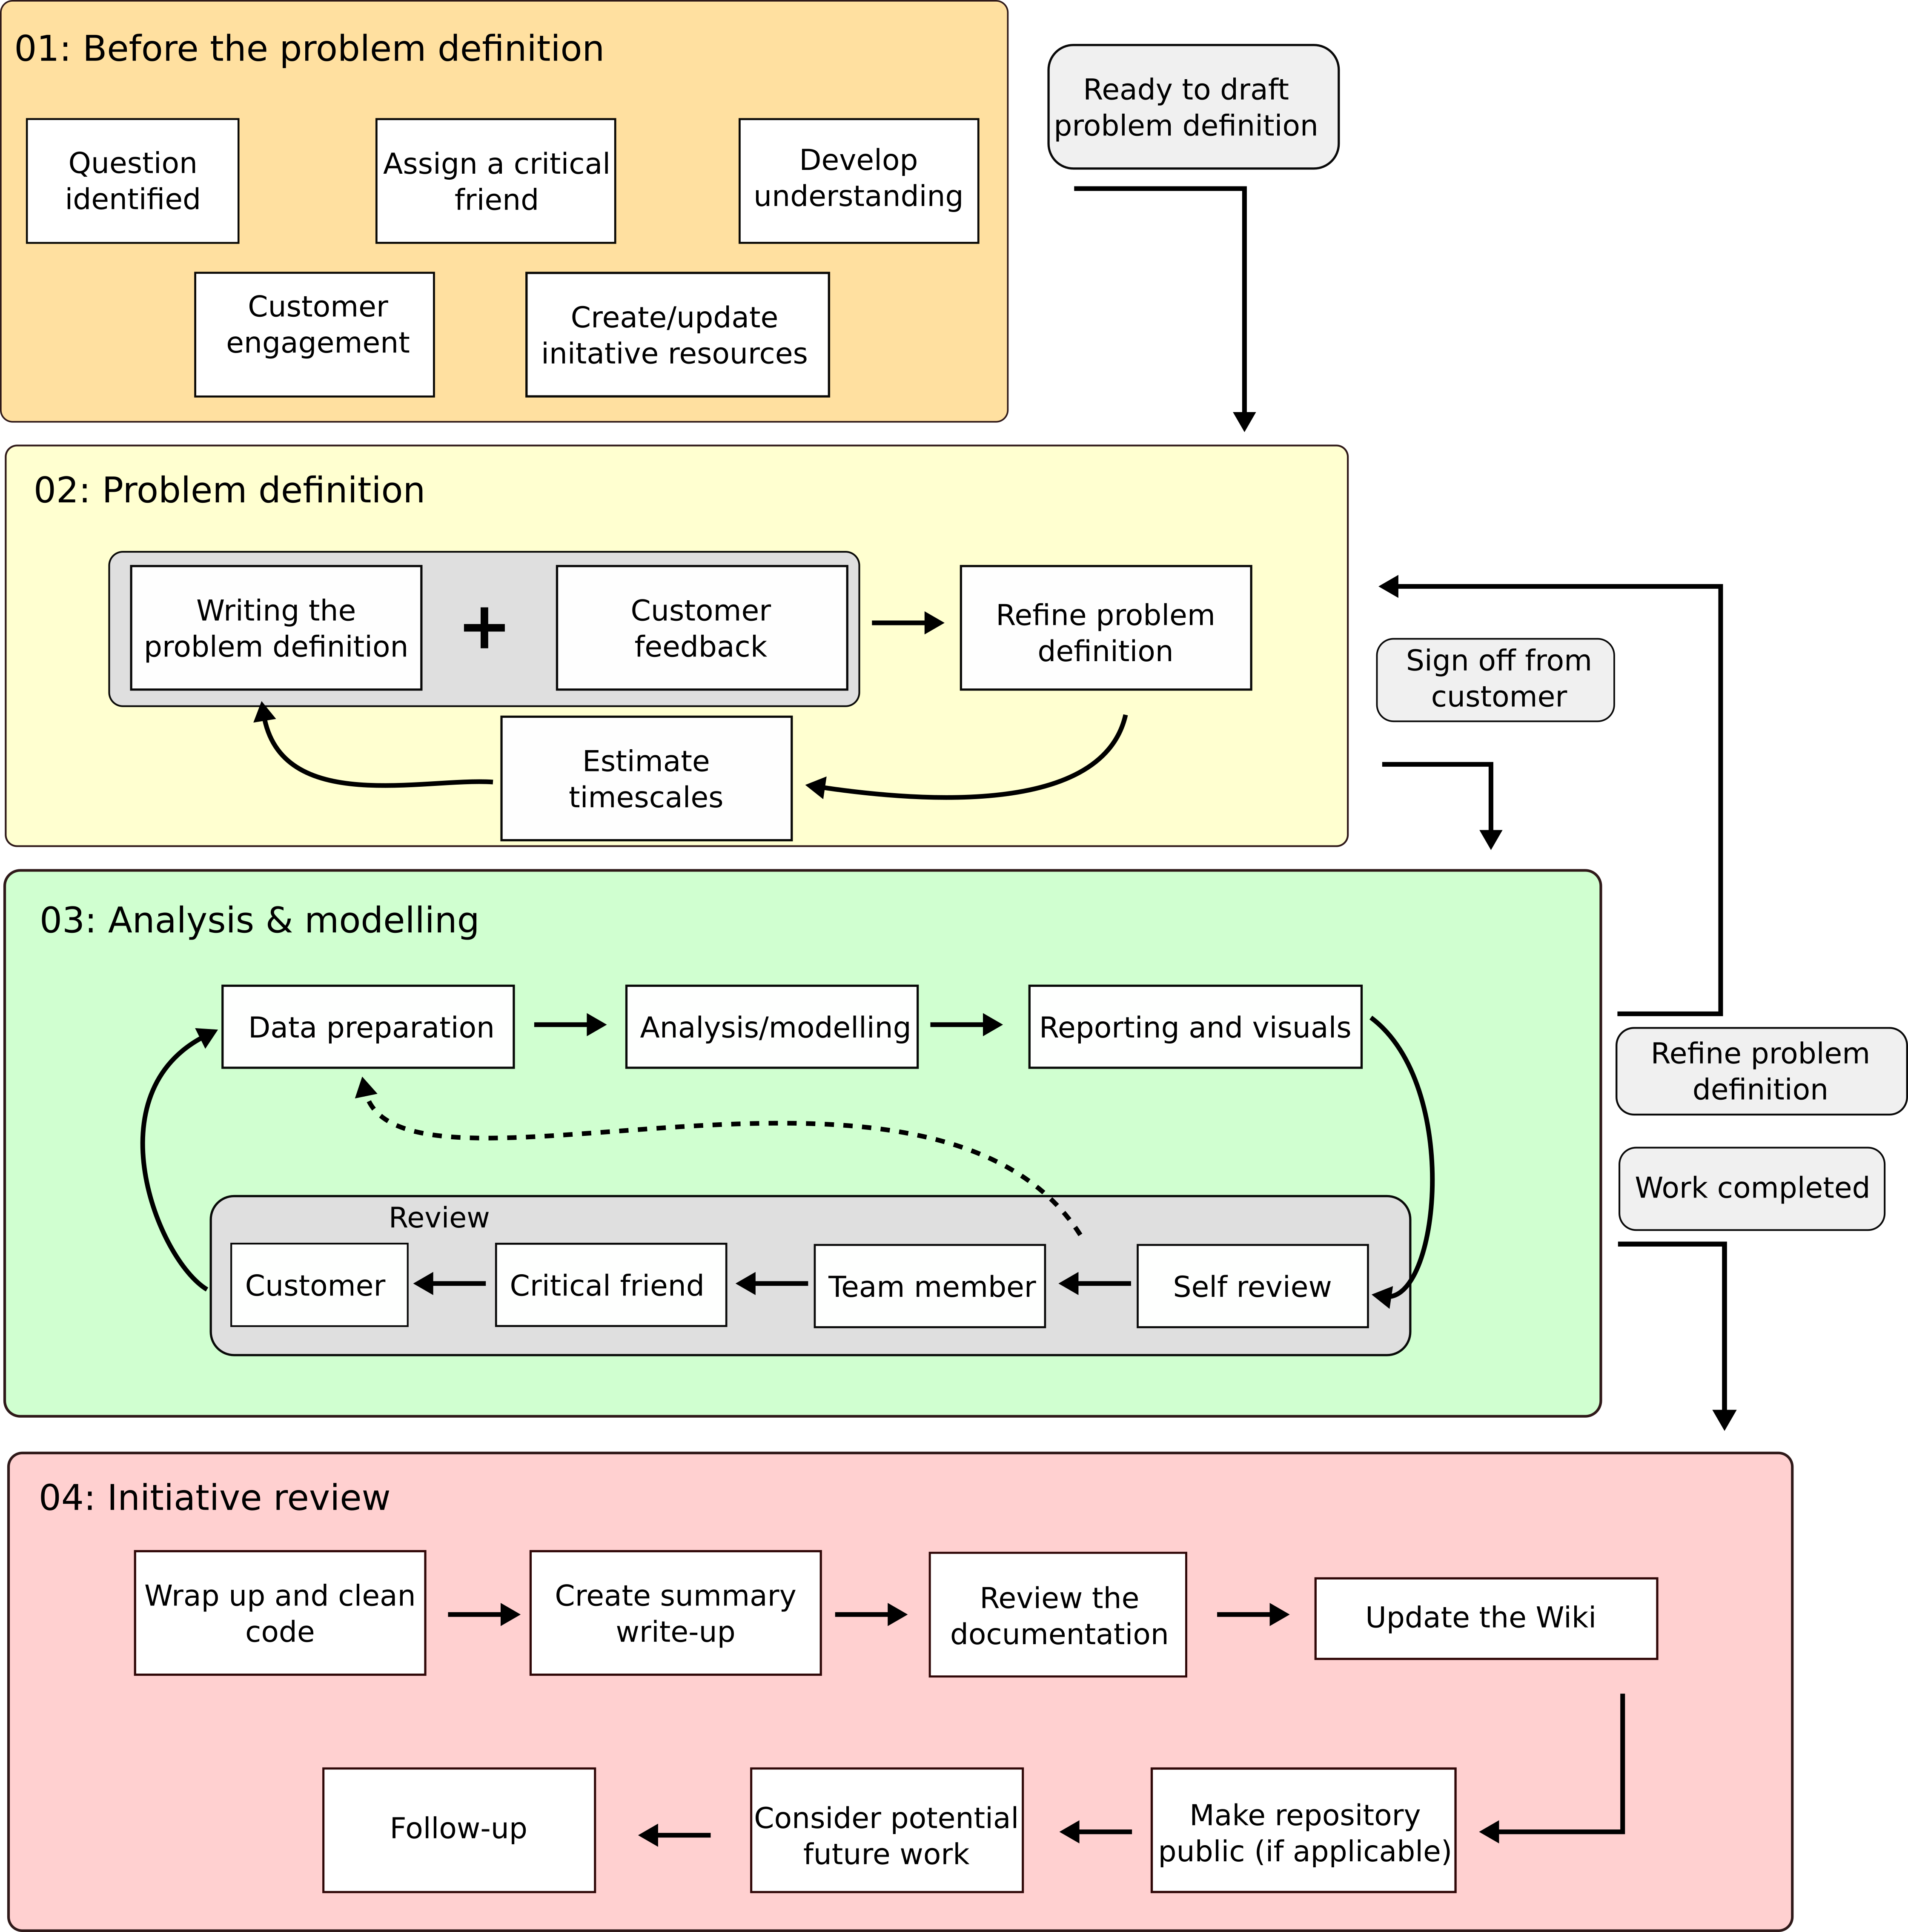 01: Before the problem definition
Ready to draft
problem definition
Question
identified
Assign a critical
friend
Develop
understanding
Customer
engagement
Create/update
initative resources
02: Problem definition
Writing the
problem definition
+
Customer
feedback
Refine problem
definition
Estimate
timescales
Sign off from
customer
03: Analysis & modelling
Data preparation
Analysis/modelling
Reporting and visuals
Refine problem
definition
Work completed
Review
Customer
Critical friend
Team member
Self review
04: Initiative review
Wrap up and clean
code
Create summary
write-up
Review the
documentation
Update the Wiki
Follow-up
Consider potential
future work
Make repository
public (if applicable)